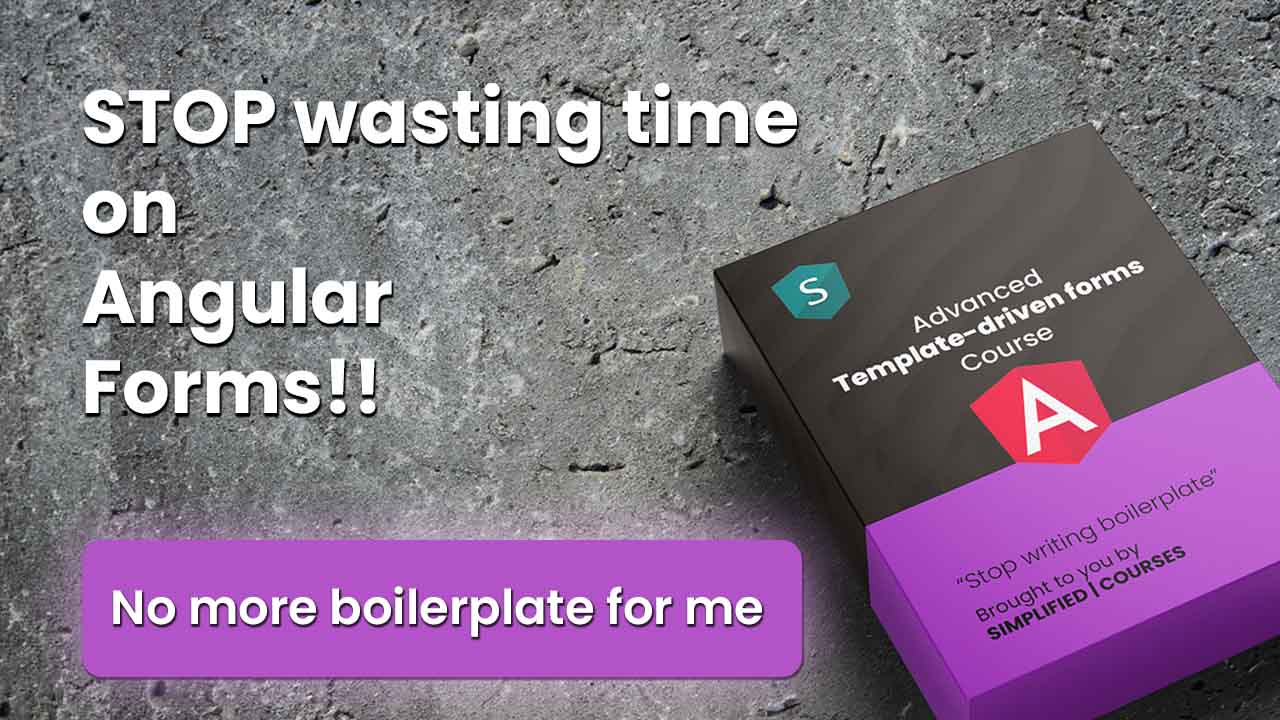 STOP wasting time
on
Angular
Forms!!
No more boilerplate for me
S
Advanced
Template-driven forms
Course
A
“Stop writing boilerplate”
Brought to you by
SIMPLIFIED | COURSES